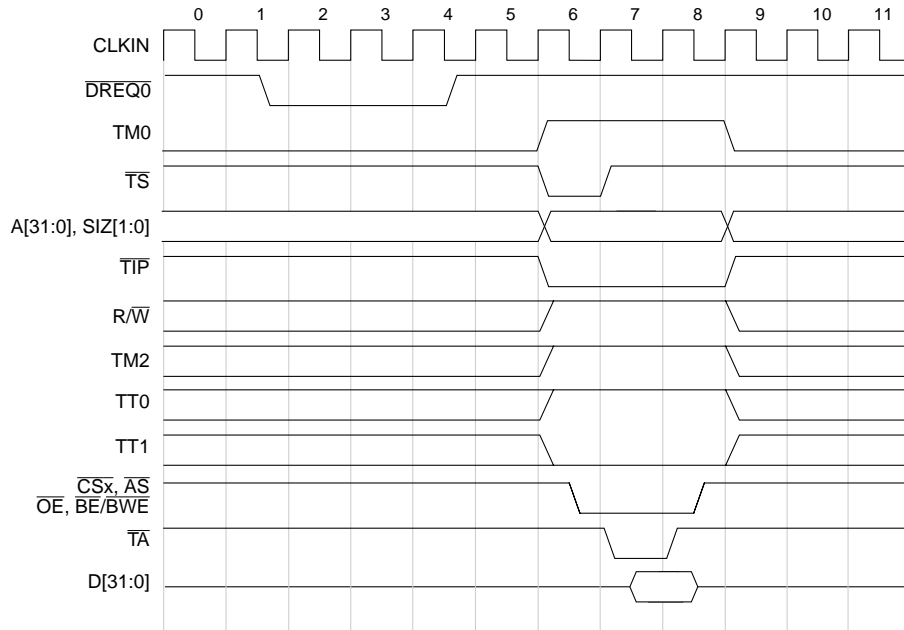 0 1 2 3 4 5 6 7 8 9 10 11
CLKIN
DREQ0
TM0
TS
A[31:0], SIZ[1:0]
TIP
R/W
TM2
TT0
TT1
CSx, AS
OE, BE/BWE
TA
D[31:0]